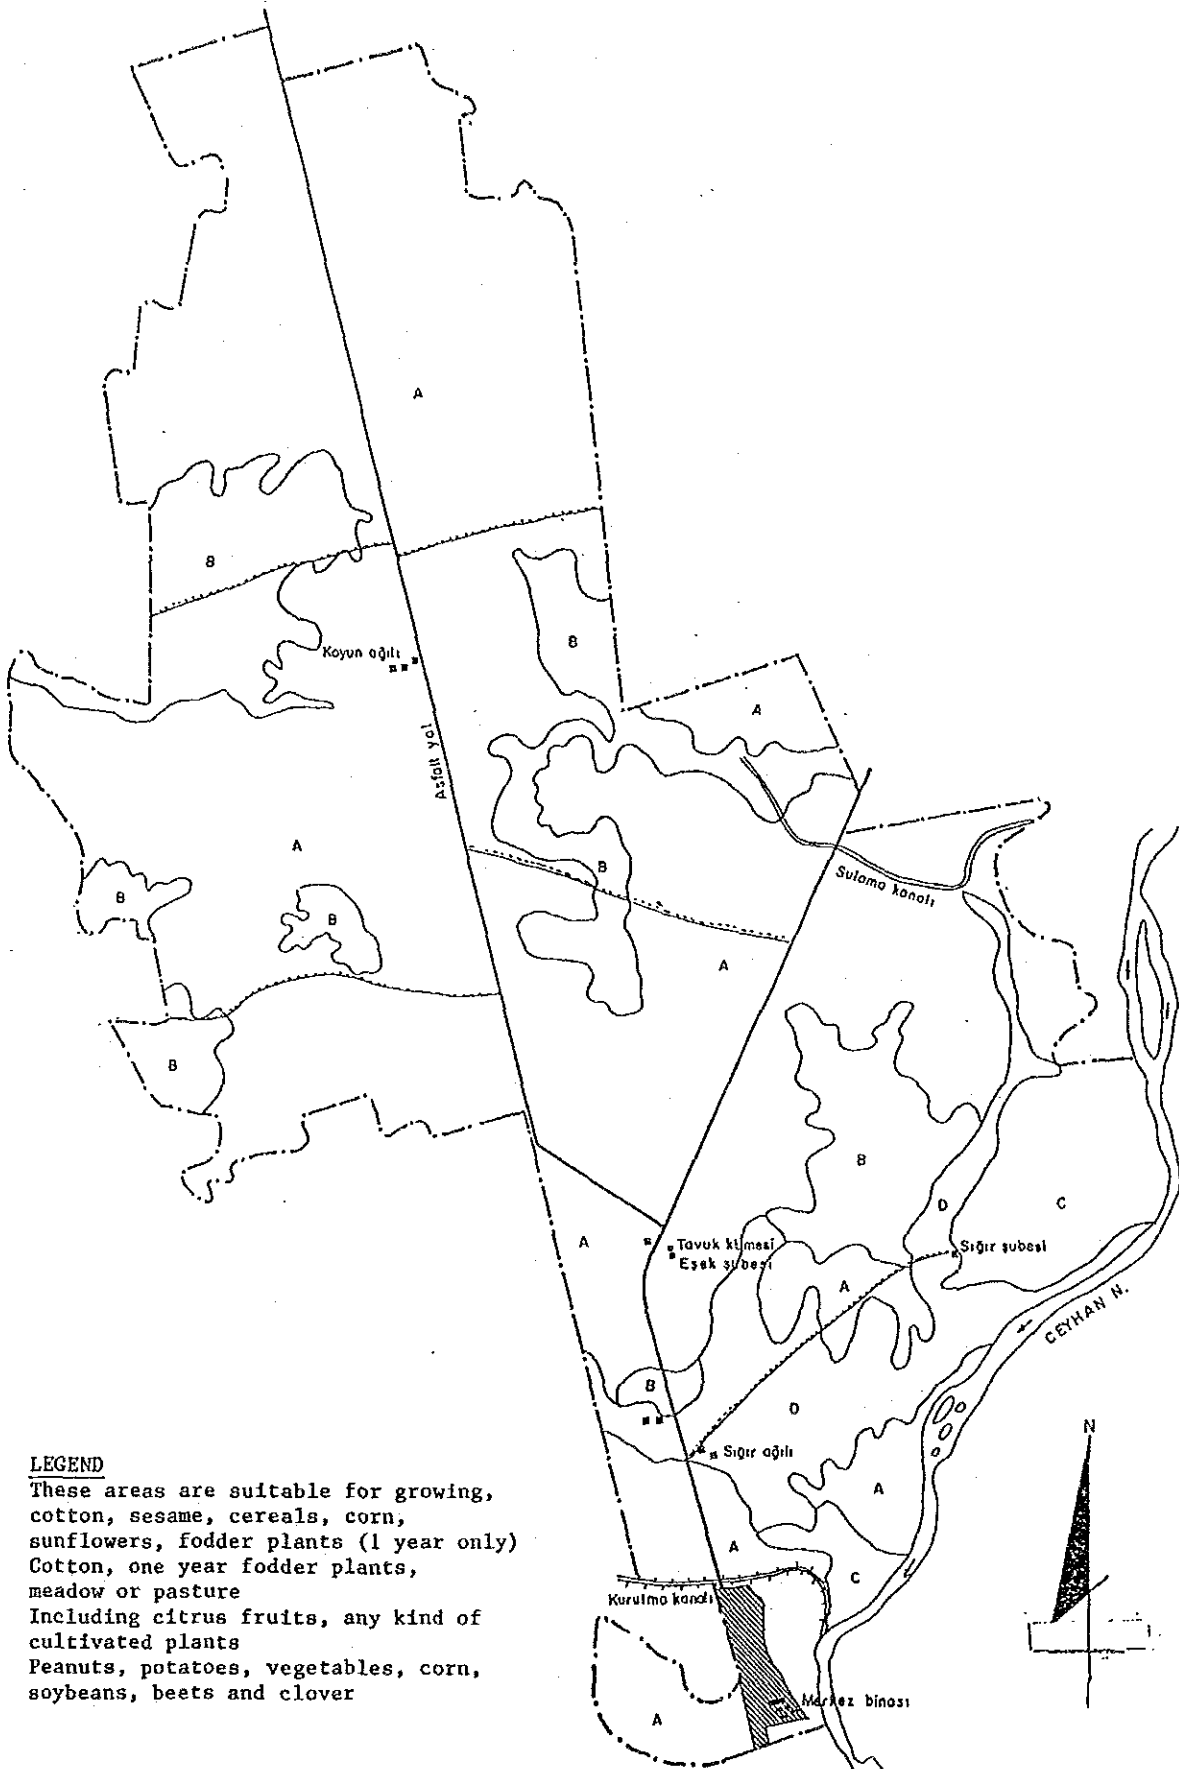 A
B
Koyun ağılı
B
A
Asfalt yol
A
B
B
B
Sulama kanalı
A
B
B
D
C
A
Tavuk kümesi
Eşek şubesi
Sığır şubesi
A
CEYHAN N.
B
D
N
Sığır ağılı
A
LEGEND
These areas are suitable for growing,
cotton, sesame, cereals, corn,
sunflowers, fodder plants (1 year only)
Cotton, one year fodder plants,
meadow or pasture
Including citrus fruits, any kind of
cultivated plants
Peanuts, potatoes, vegetables, corn,
soybeans, beets and clover
A
C
Kurulma kanalı
Merkez binası
A